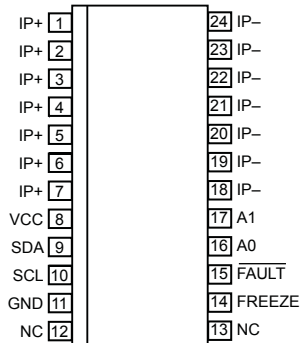 IP+ 1 24 IP–
IP+ 2 23 IP–
IP+ 3 22 IP–
IP+ 4 21 IP–
IP+ 5 20 IP–
IP+ 6 19 IP–
IP+ 7 18 IP–
VCC 8 17 A1
SDA 9 16 A0
SCL 10 15 FAULT
GND 11 14 FREEZE
NC 12 13 NC